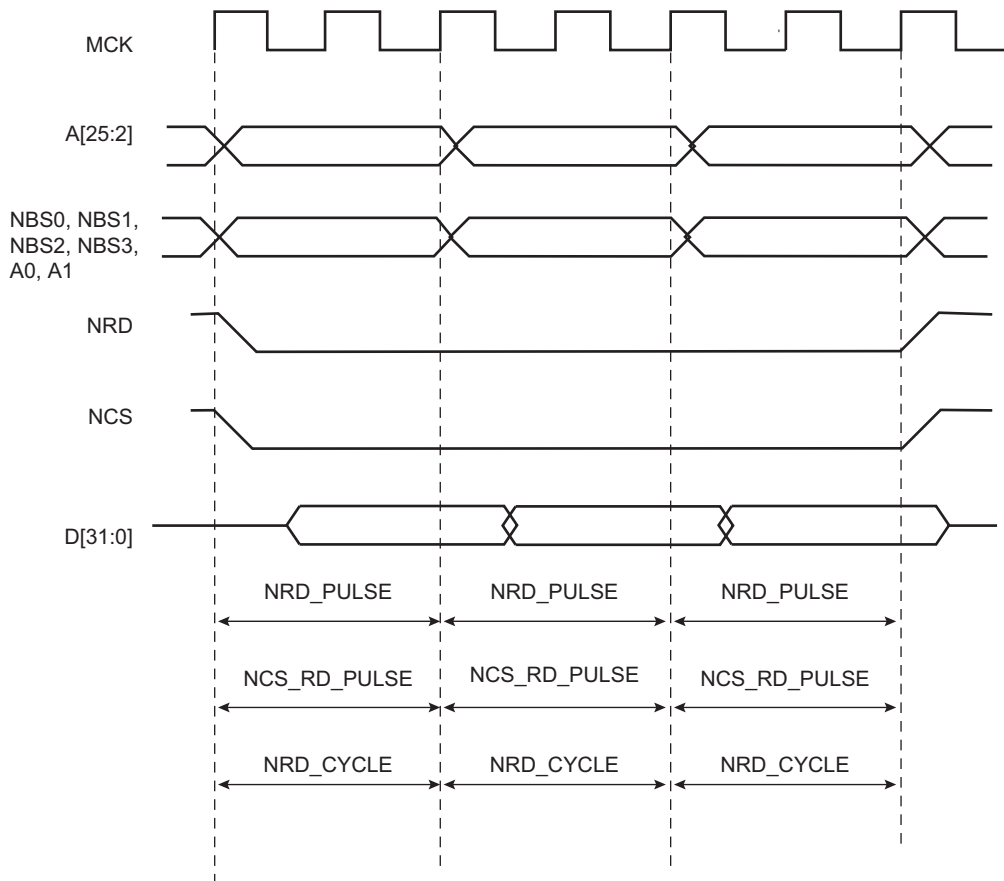 MCK
A[25:2]
NBS0, NBS1,
NBS2, NBS3,
A0, A1
NRD
NCS
D[31:0]
NRD_PULSE NRD_PULSE NRD_PULSE
NCS_RD_PULSE NCS_RD_PULSE NCS_RD_PULSE
NRD_CYCLE NRD_CYCLE NRD_CYCLE